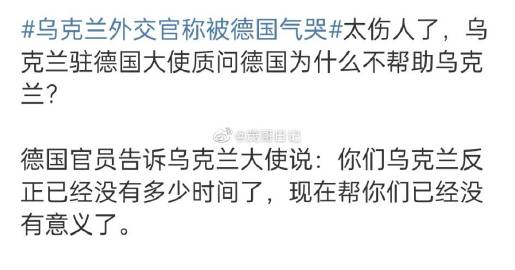 #乌克兰外交官称被德国气哭#太伤人了，乌
克兰驻德国大使质问德国为什么不帮助乌克
兰？
德国官员告诉乌克兰大使说：你们乌克兰反
正已经没有多少时间了，现在帮你们已经没
有意义了。